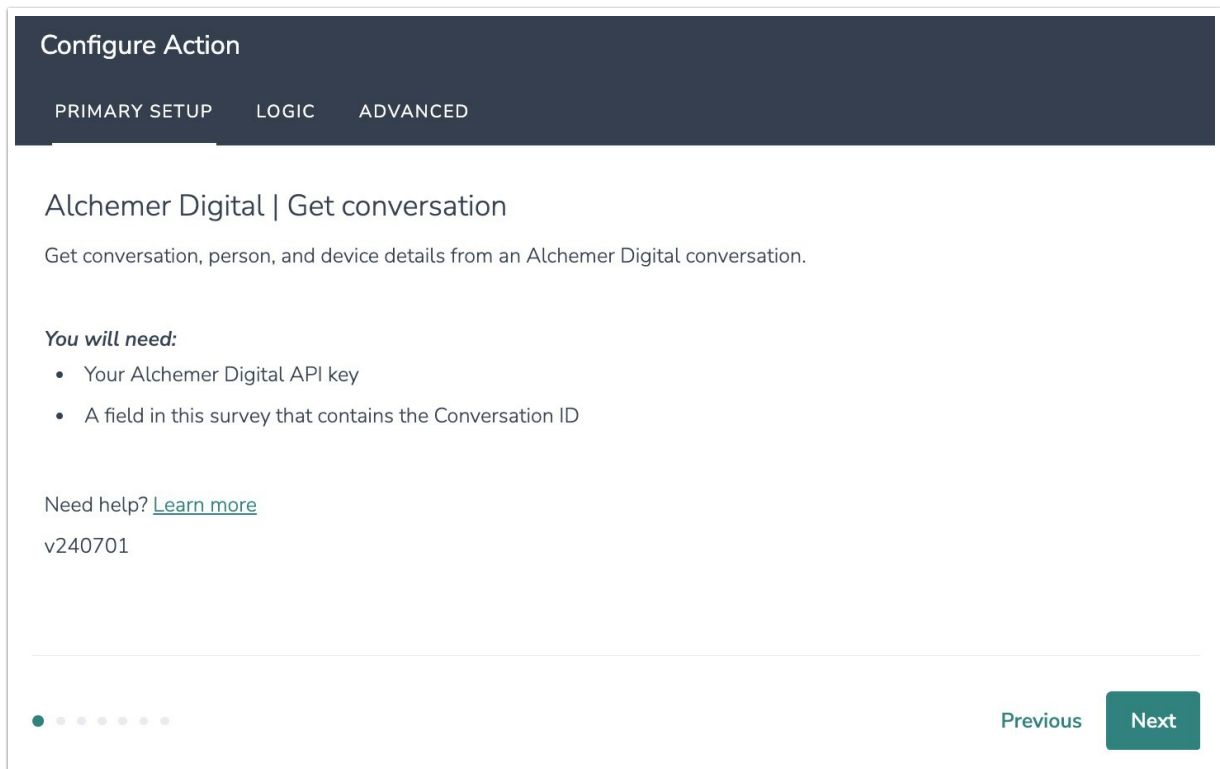 Configure Action
PRIMARY SETUP LOGIC ADVANCED
Alchemer Digital | Get conversation
Get conversation, person, and device details from an Alchemer Digital conversation.
You will need:
• Your Alchemer Digital API key
• A field in this survey that contains the Conversation ID
Need help? Learn more
v240701
Previous Next